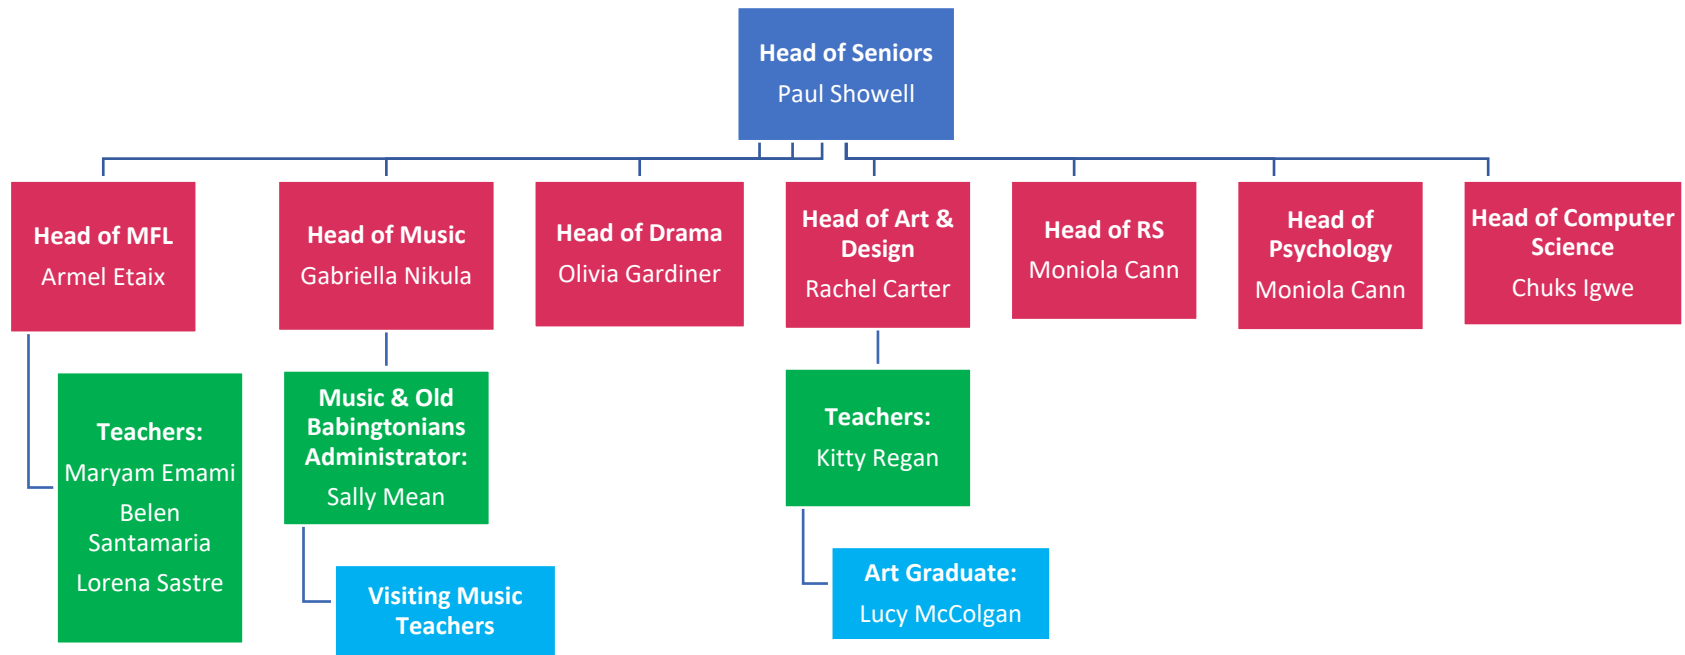 Head of Seniors
Paul Showell
Head of MFL
Armel Etaix
Head of Music
Gabriella Nikula
Head of Drama
Olivia Gardiner
Head of Art &
Design
Rachel Carter
Head of RS
Moniola Cann
Head of
Psychology
Moniola Cann
Head of Computer
Science
Chuks Igwe
Teachers:
Maryam Emami
Belen
Santamaria
Lorena Sastre
Music & Old
Babingtonians
Administrator:
Sally Mean
Teachers:
Kitty Regan
Visiting Music
Teachers
Art Graduate:
Lucy McColgan